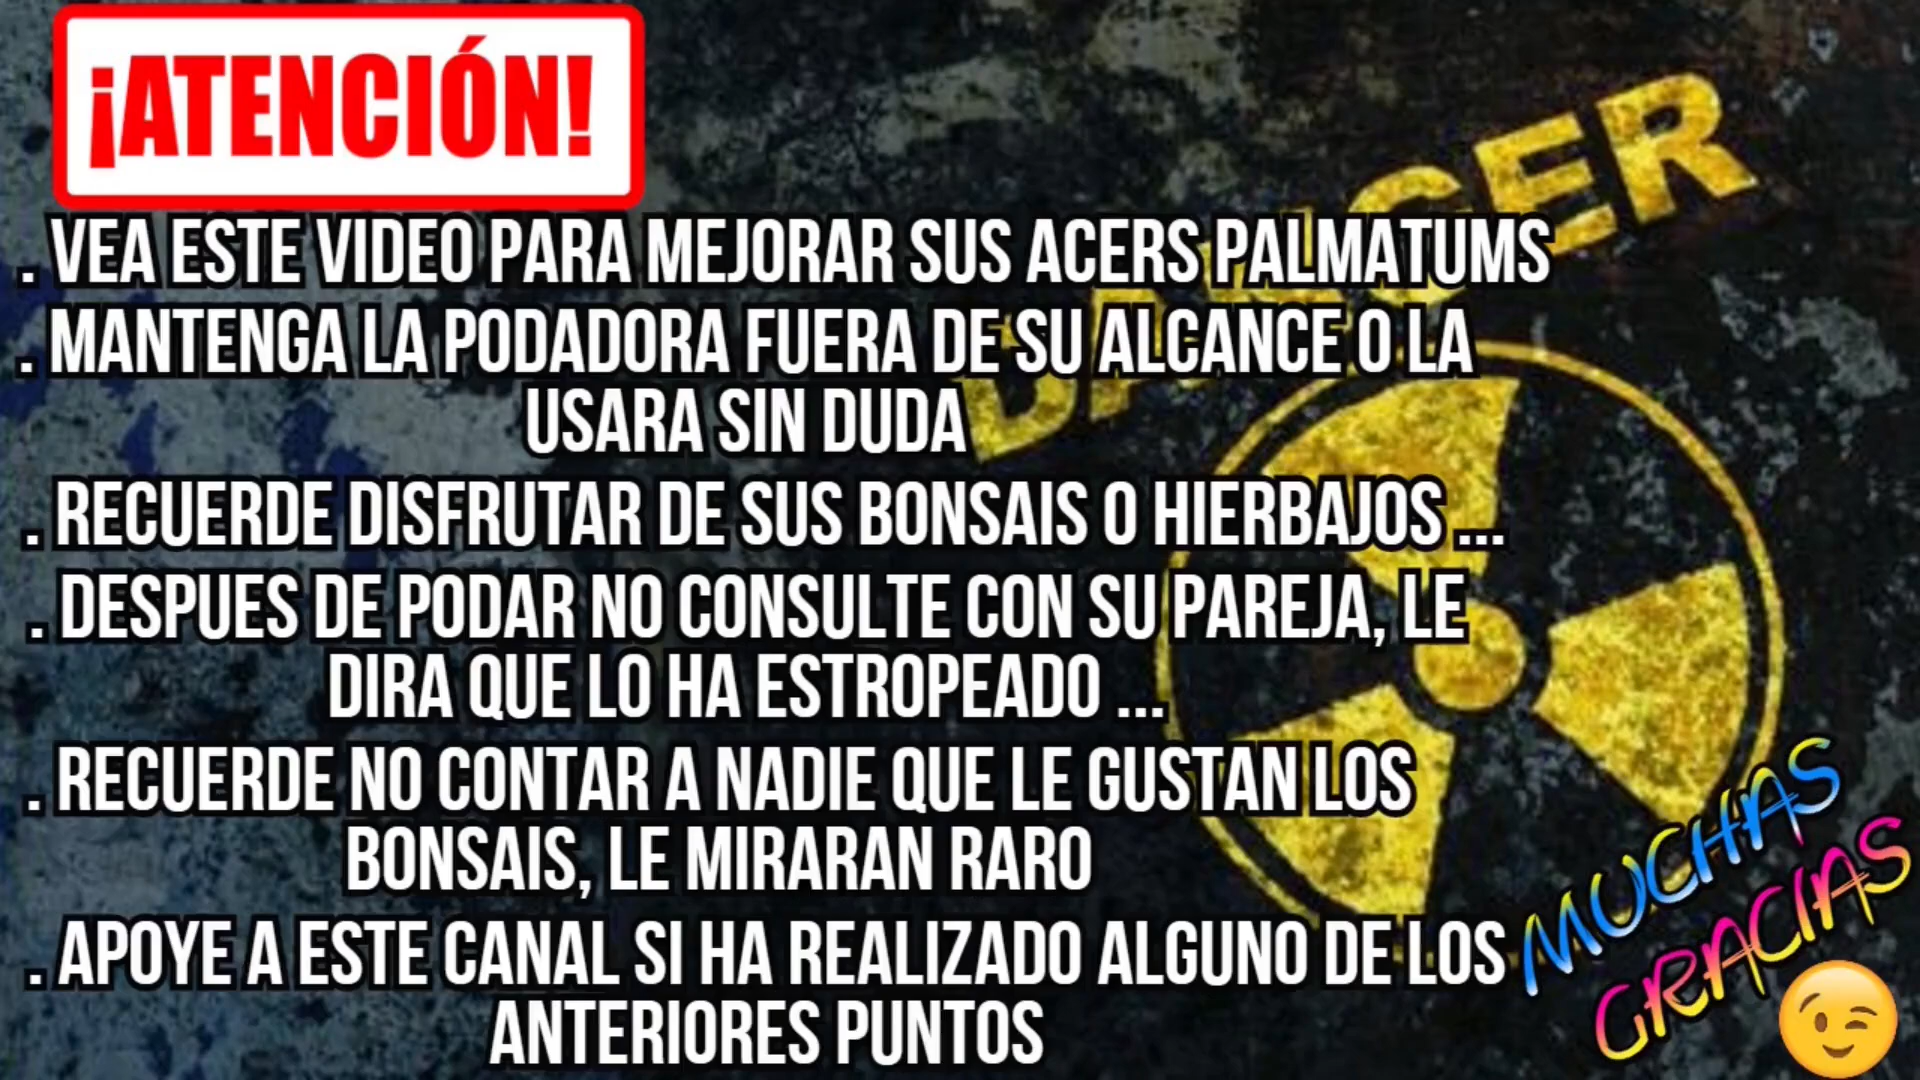 ¡ATENCIÓN!
DANGER
. VEA ESTE VIDEO PARA MEJORAR SUS ACERS PALMATUMS
. MANTENGA LA PODADORA FUERA DE SU ALCANCE O LA
USARA SIN DUDA
. RECUERDE DISFRUTAR DE SUS BONSAIS O HIERBAJOS ...
. DESPUES DE PODAR NO CONSULTE CON SU PAREJA, LE
DIRA QUE LO HA ESTROPEADO ...
. RECUERDE NO CONTAR A NADIE QUE LE GUSTAN LOS
BONSAIS, LE MIRARAN RARO
. APOYE A ESTE CANAL SI HA REALIZADO ALGUNO DE LOS
ANTERIORES PUNTOS
MUCHAS
GRACIAS